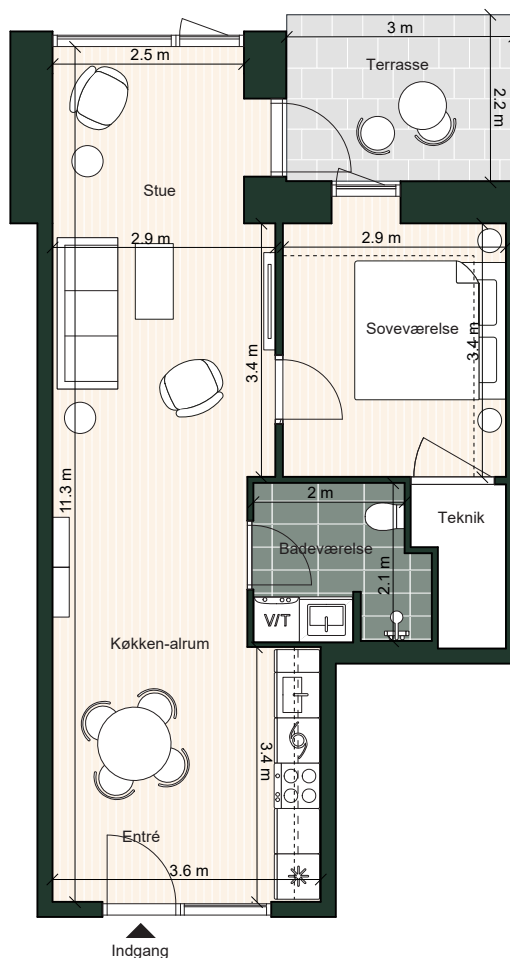 3 m
2.5 m
Terrasse
2.2 m
Stue
2.9 m
2.9 m
Soveværelse
3.4 m
3.4 m
11.3 m
2 m
Teknik
Badeværelse
2.1 m
V/T
Køkken-alrum
3.4 m
Entré
3.6 m
Indgang